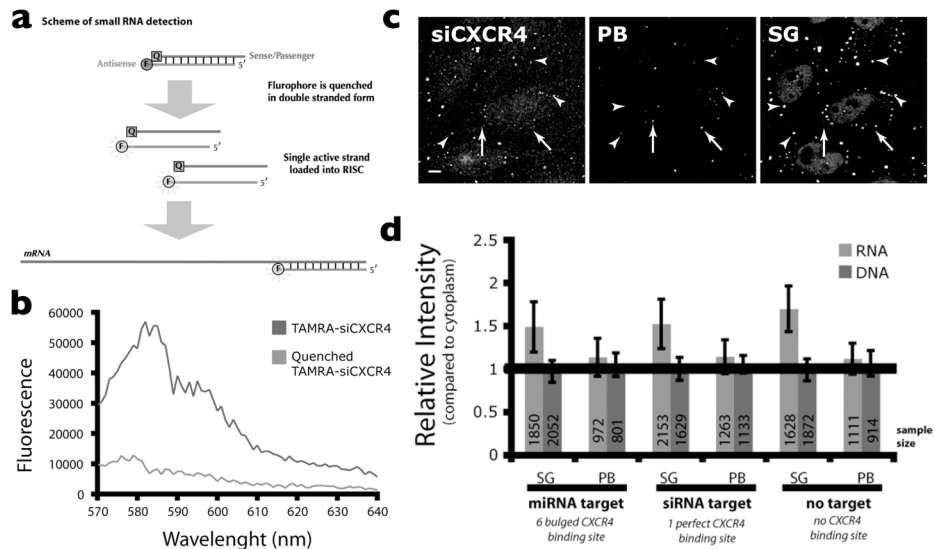 a Scheme of small RNA detection
Q
Sense/Passenger
Antisense
F
5'
Flurophore is quenched
in double stranded form
Q
F
5'
Q
Single active strand
loaded into RISC
F
5'
mRNA
F
5'
b
60000
50000
40000
30000
20000
10000
0
Fluorescence
TAMRA-siCXCR4
Quenched
TAMRA-siCXCR4
570 580 590 600 610 620 630 640
Wavelenght (nm)
c
siCXCR4 PB SG
d
2.5
2
1.5
1
0.5
0
Relative Intensity
(compared to cytoplasm)
RNA
DNA
1850 2052 972 801 2153 1629 1263 1133 1628 1872 1111 914
sample
size
SG PB SG PB SG PB
miRNA target siRNA target no target
6 bulged CXCR4 1 perfect CXCR4 no CXCR4
binding site binding site binding site